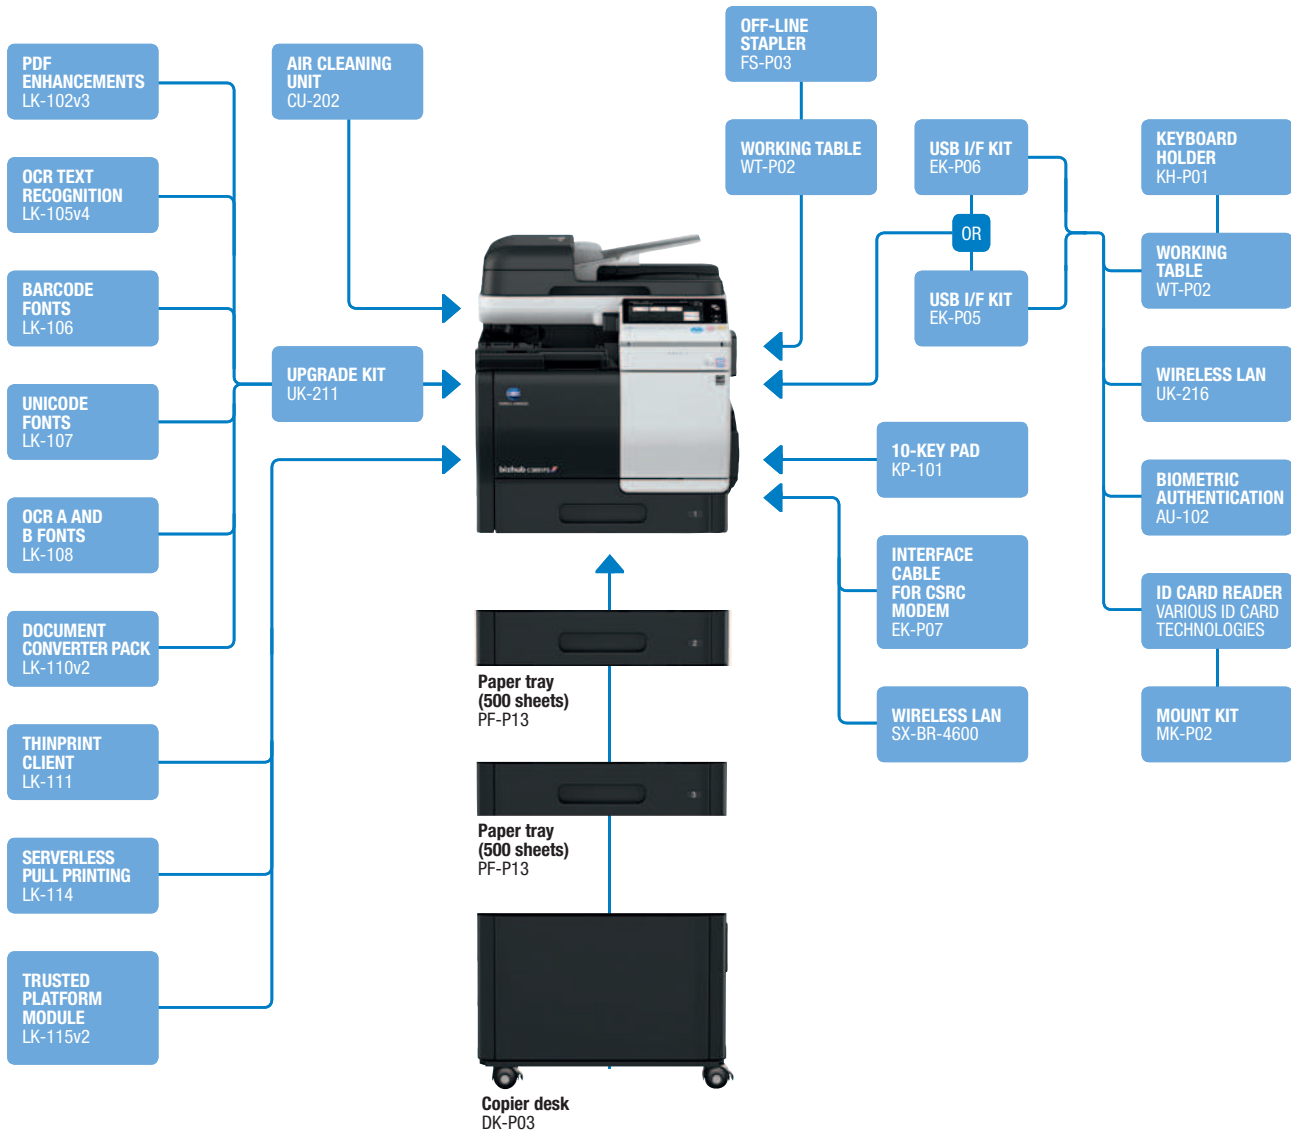 PDF
ENHANCEMENTS
LK-102v3
OCR TEXT
RECOGNITION
LK-105v4
BARCODE
FONTS
LK-106
UNICODE
FONTS
LK-107
OCR A AND
B FONTS
LK-108
DOCUMENT
CONVERTER PACK
LK-110v2
THINPRINT
CLIENT
LK-111
SERVERLESS
PULL PRINTING
LK-114
TRUSTED
PLATFORM
MODULE
LK-115v2
AIR CLEANING
UNIT
CU-202
UPGRADE KIT
UK-211
OFF-LINE
STAPLER
FS-P03
WORKING TABLE
WT-P02
bizhub
1
2
Paper tray
(500 sheets)
PF-P13
3
Paper tray
(500 sheets)
PF-P13
Copier desk
DK-P03
USB I/F KIT
EK-P06
OR
USB I/F KIT
EK-P05
10-KEY PAD
KP-101
INTERFACE
CABLE
FOR CSRC
MODEM
EK-P07
WIRELESS LAN
SX-BR-4600
KEYBOARD
HOLDER
KH-P01
WORKING
TABLE
WT-P02
WIRELESS LAN
UK-216
BIOMETRIC
AUTHENTICATION
AU-102
ID CARD READER
VARIOUS ID CARD
TECHNOLOGIES
MOUNT KIT
MK-P02